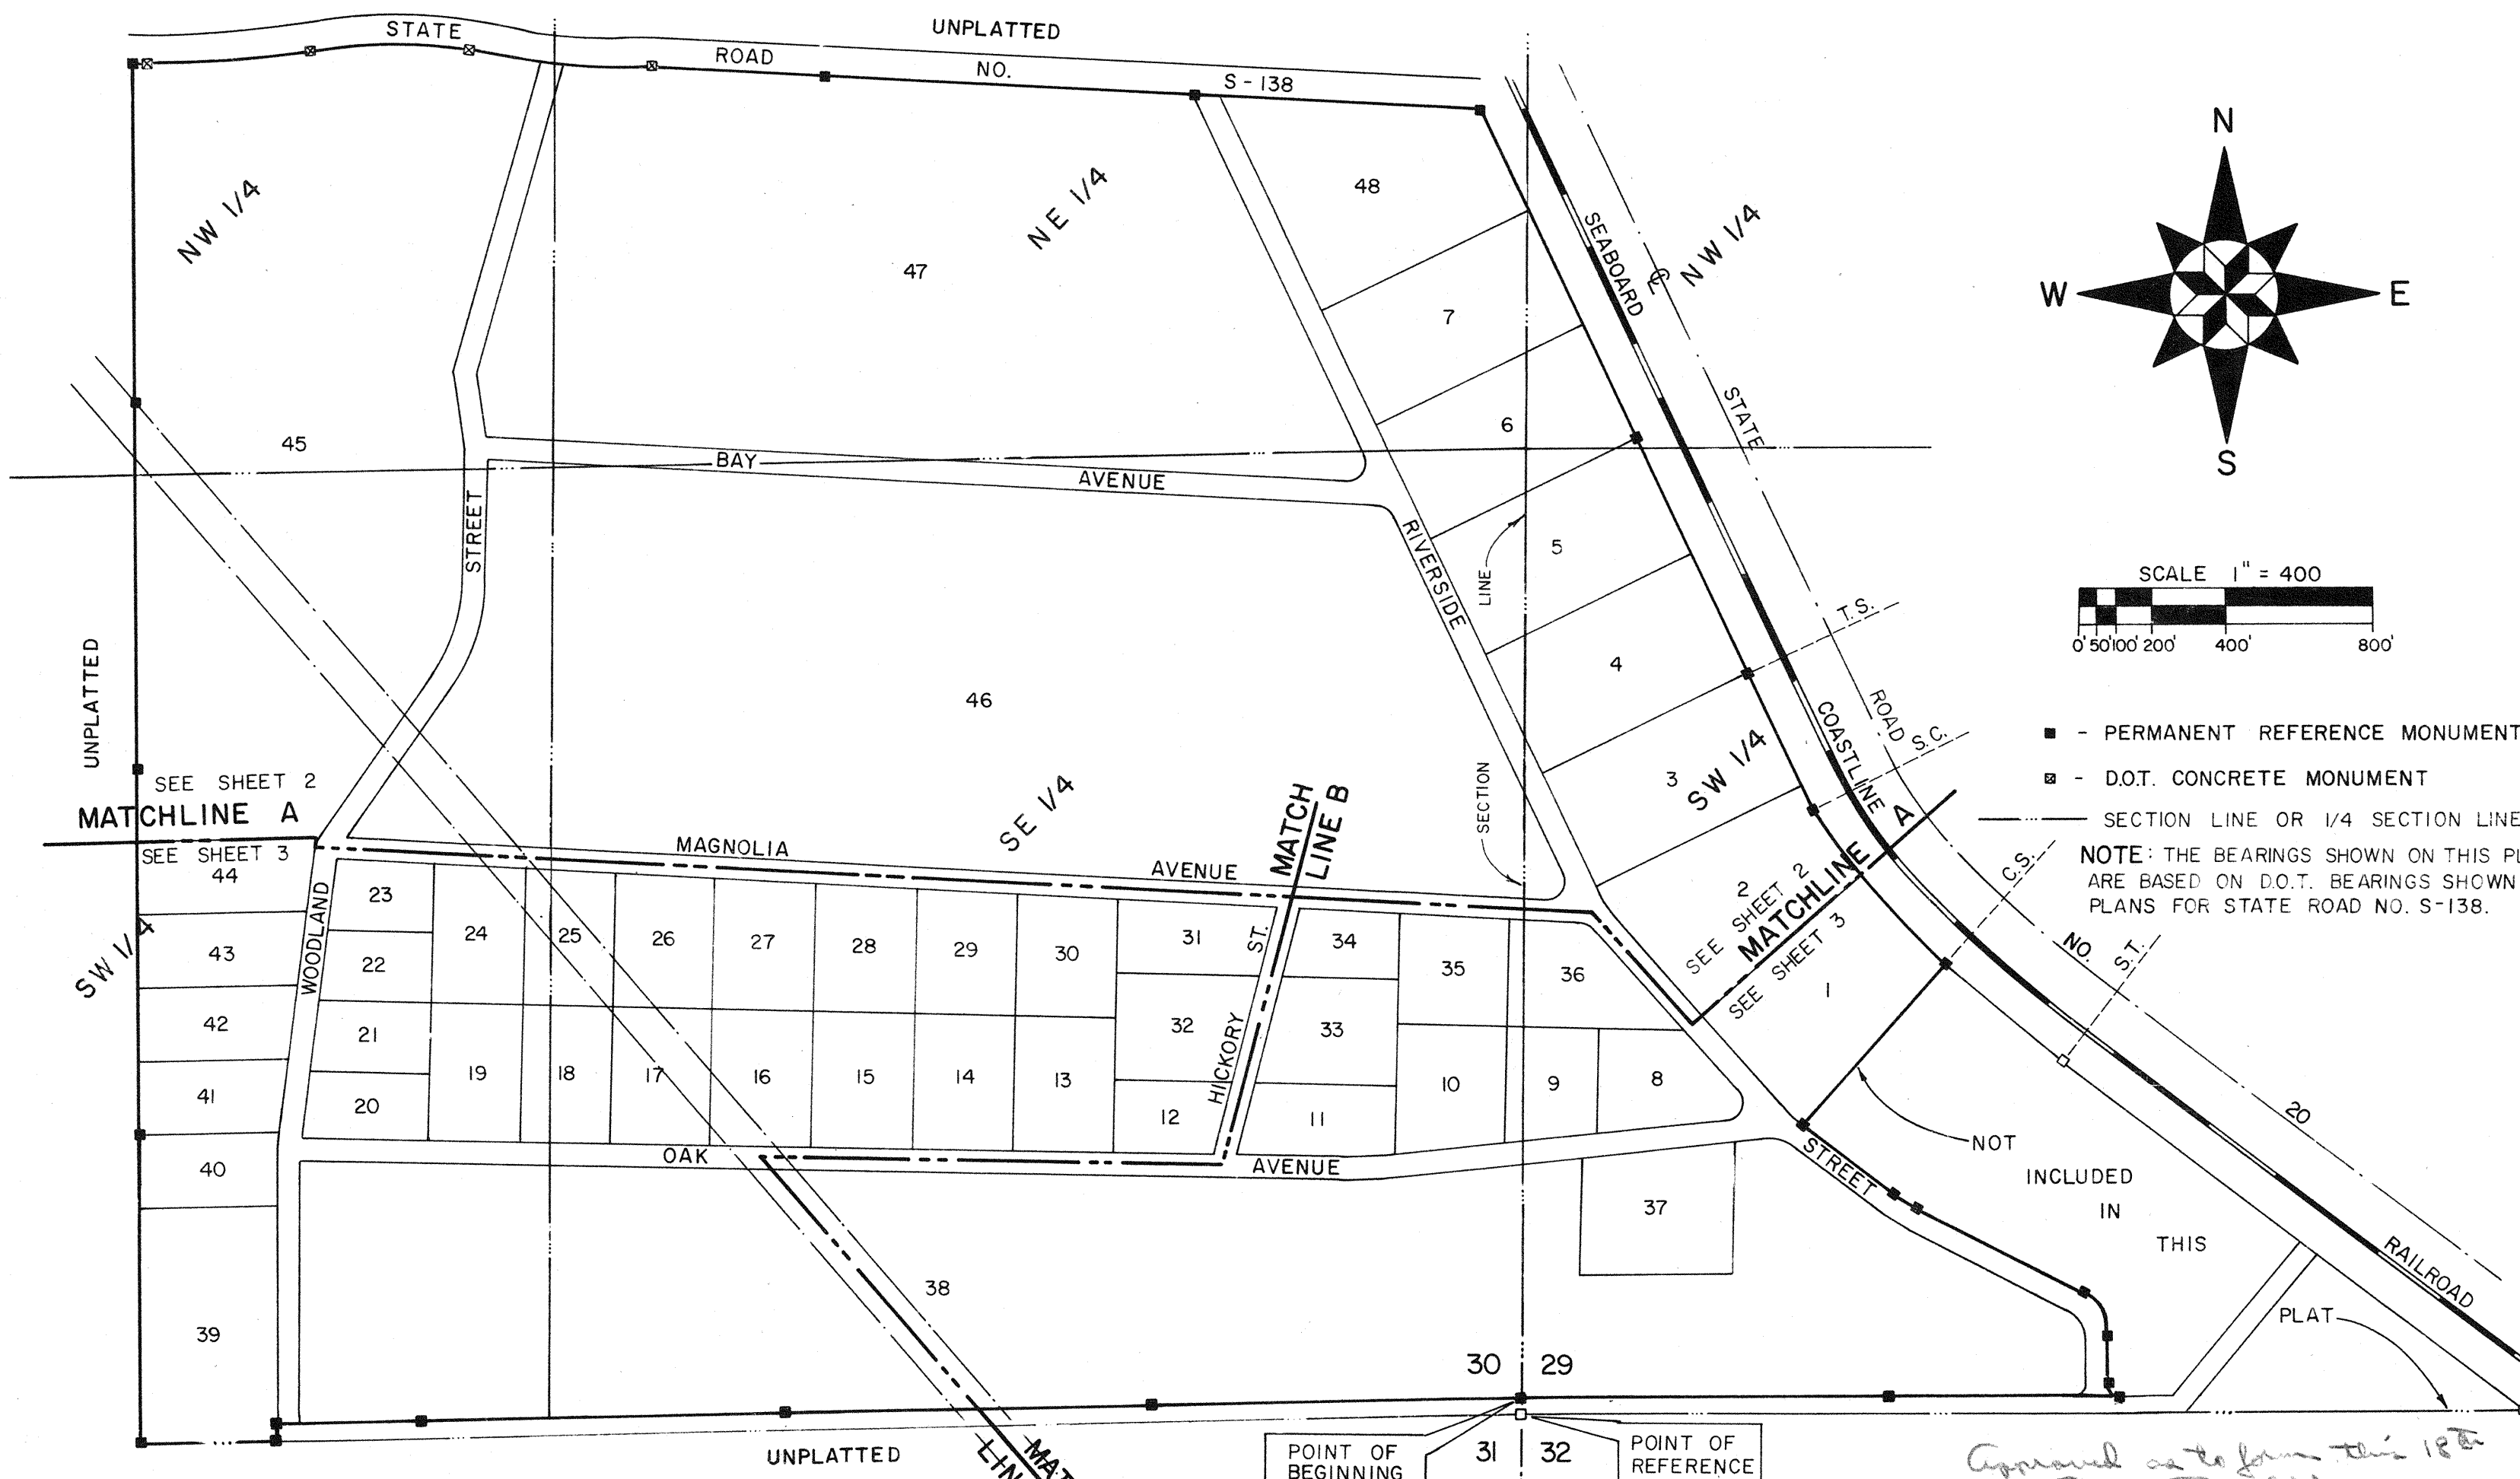 STATE
UNPLATTED
ROAD
NO.
S-138
N
W
E
S
NW 1/4
NE 1/4
NW 1/4
48
47
7
6
45
SEABOARD
℄
STATE
BAY
AVENUE
STREET
RIVERSIDE
LINE
5
4
T.S.
SCALE 1" = 400
0' 50' 100' 200' 400' 800'
UNPLATTED
46
3
SW 1/4
SECTION
COASTLINE
ROAD
S.C.
- PERMANENT REFERENCE MONUMENT
- D.O.T. CONCRETE MONUMENT
SECTION LINE OR 1/4 SECTION LINE
NOTE: THE BEARINGS SHOWN ON THIS PL
ARE BASED ON D.O.T. BEARINGS SHOWN
PLANS FOR STATE ROAD NO. S-138.
SEE SHEET 2
MATCHLINE A
SEE SHEET 3
44
SW 1/4
MAGNOLIA
AVENUE
SE 1/4
MATCH
LINE B
2
SEE SHEET 2
MATCHLINE A
SEE SHEET 3
1
C.S.
NO.
S.T.
20
WOODLAND
23
24
25
26
27
28
29
30
31
ST.
34
35
36
43
22
42
21
32
HICKORY
33
41
20
19
18
17
16
15
14
13
12
11
10
9
8
40
OAK
AVENUE
STREET
37
NOT
INCLUDED
IN
THIS
PLAT
RAILROAD
39
38
30 29
31 32
UNPLATTED
MAT
LIN
POINT OF
BEGINNING
POINT OF
REFERENCE
Approved as to form this 18th